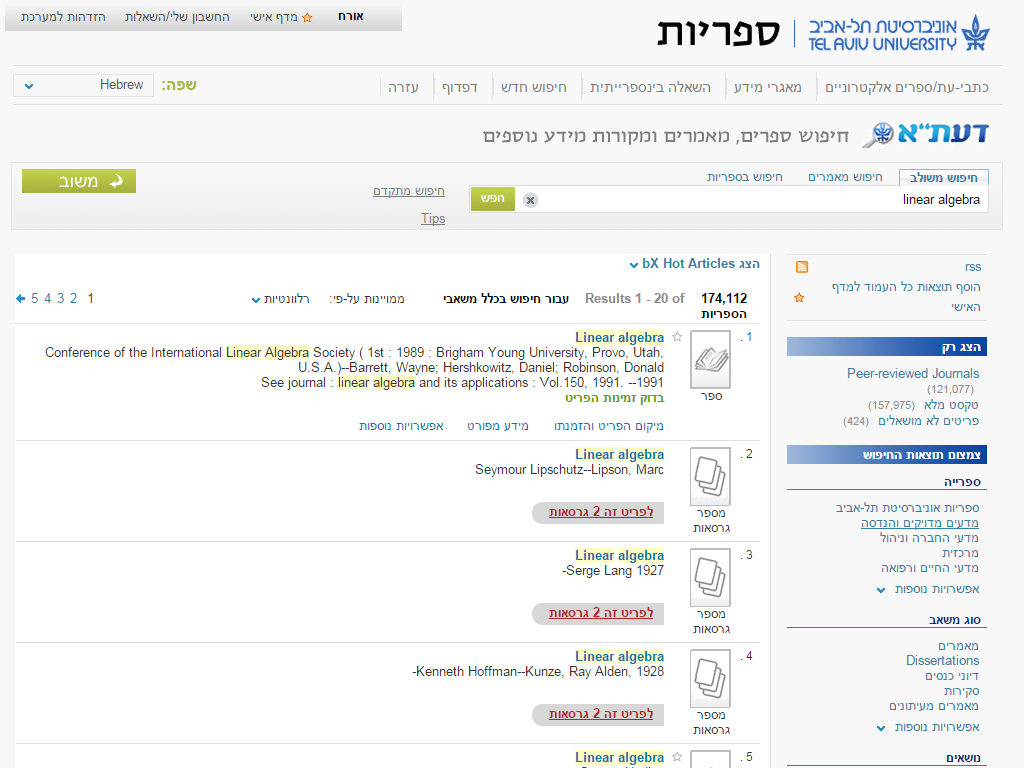 אורח
מדף אישי
החשבון שלי/השאלות
הזדהות למערכת
אוניברסיטת תל-אביב
TEL AVIV UNIVERSITY
ספריות
כתבי-עת/ספרים אלקטרוניים
מאגרי מידע
השאלה בינספרייתית
חיפוש חדש
דפדוף
עזרה
שפה:
Hebrew
דעת"א
חיפוש ספרים, מאמרים ומקורות מידע נוספים
חיפוש משולב
חיפוש מאמרים
חיפוש בספריות
linear algebra
חפש
חיפוש מתקדם
Tips
משוב
rss
הוסף תוצאות כל העמוד למדף
האישי
הצג רק
Peer-reviewed Journals
(121,077)
טקסט מלא (157,975)
פריטים לא מושאלים (424)
צמצום תוצאות החיפוש
ספרייה
ספריות אוניברסיטת תל-אביב
מדעים מדויקים והנדסה
מדעי החברה וניהול
מרכזית
מדעי החיים ורפואה
אפשרויות נוספות
סוג משאב
מאמרים
Dissertations
דיוני כנסים
סקירות
מאמרים מעיתונים
אפשרויות נוספות
נושאים
הצג bX Hot Articles
174,112 Results 1 - 20 of עבור חיפוש בכלל משאבי
הספריות
ממויינות על-פי: רלוונטיות
1 2 3 4 5
1 .
ספר
Linear algebra
Conference of the International Linear Algebra Society ( 1st : 1989 : Brigham Young University, Provo, Utah,
U.S.A.)--Barrett, Wayne; Hershkowitz, Daniel; Robinson, Donald
See journal : linear algebra and its applications : Vol.150, 1991. --1991
בדוק זמינות הפריט
מיקום הפריט והזמנתו
מידע מפורט
אפשרויות נוספות
2 .
מספר
גרסאות
Linear algebra
Seymour Lipschutz--Lipson, Marc
לפריט זה 2 גרסאות
3 .
מספר
גרסאות
Linear algebra
-Serge Lang 1927
לפריט זה 2 גרסאות
4 .
מספר
גרסאות
Linear algebra
-Kenneth Hoffman--Kunze, Ray Alden, 1928
לפריט זה 2 גרסאות
5 .
Linear algebra